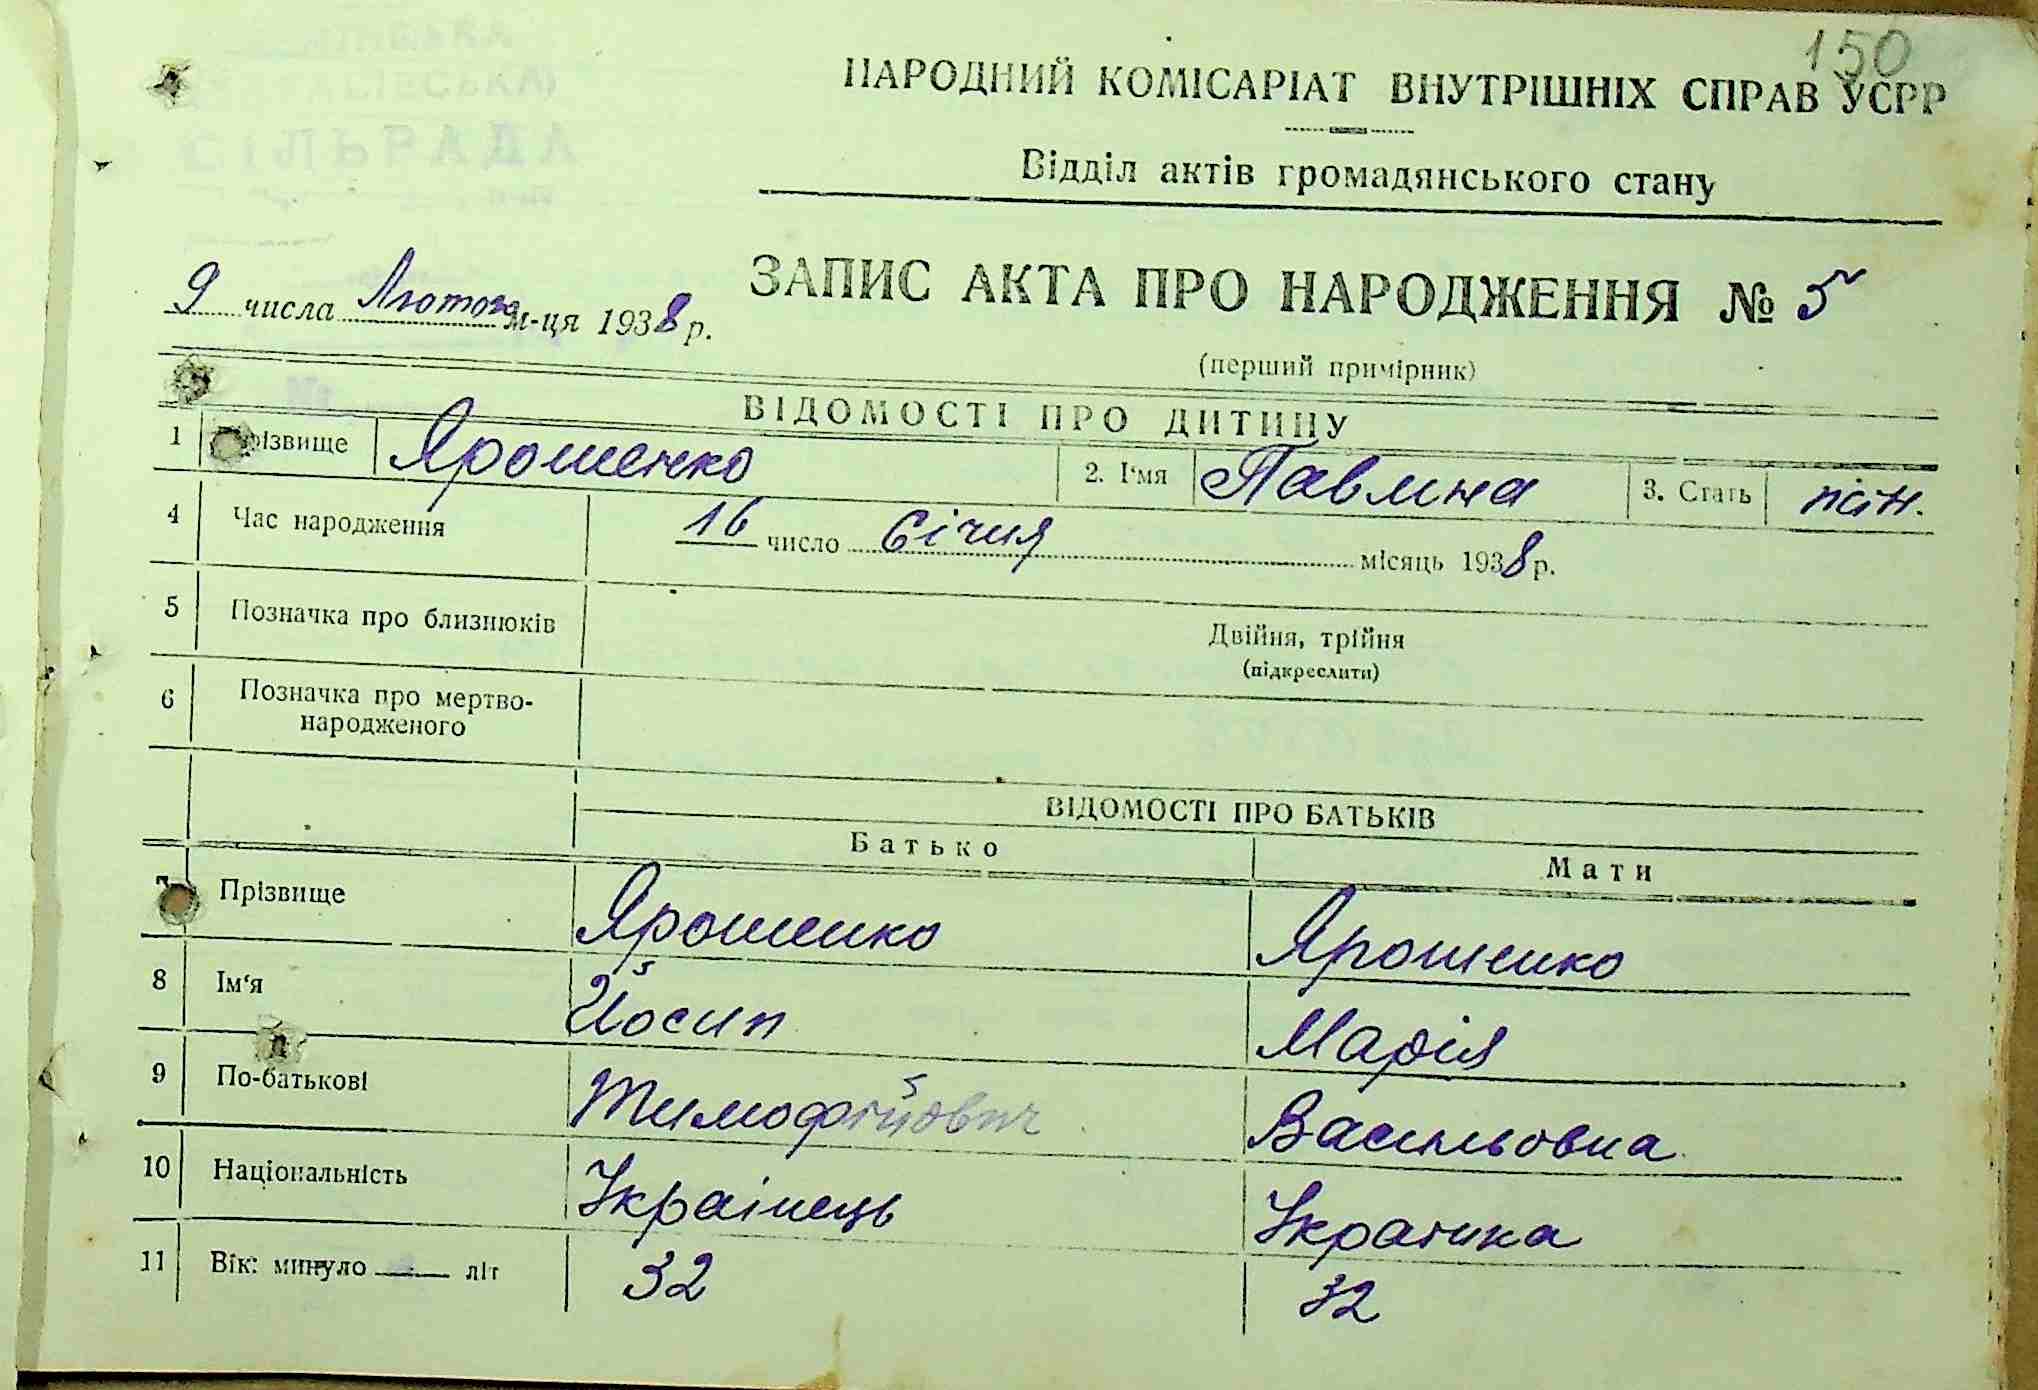 150
НАРОДНИЙ КОМІСАРІАТ ВНУТРІШНІХ СПРАВ УСРР
Відділ актів громадянського стану
9 числа Лютого м-ця 1938 р.
ЗАПИС АКТА ПРО НАРОДЖЕННЯ № 5
(перший примірник)
ВІДОМОСТІ ПРО ДИТИНУ
1 Прізвище Ярошенко 2. Ім'я Павлина 3. Стать жін.
4 Час народження 16 число Січня місяць 1938 р.
5 Позначка про близнюків Двійня, трійня
(підкреслити)
6 Позначка про мертво-
народженого
ВІДОМОСТІ ПРО БАТЬКІВ
Батько Мати
7 Прізвище Ярошенко Ярошенко
8 Ім'я Йосип Марія
9 По-батькові Тимофійович Васильовна
10 Національність Украінець Украінка
11 Вік: минуло літ 32 32
СІЛЬРАДА